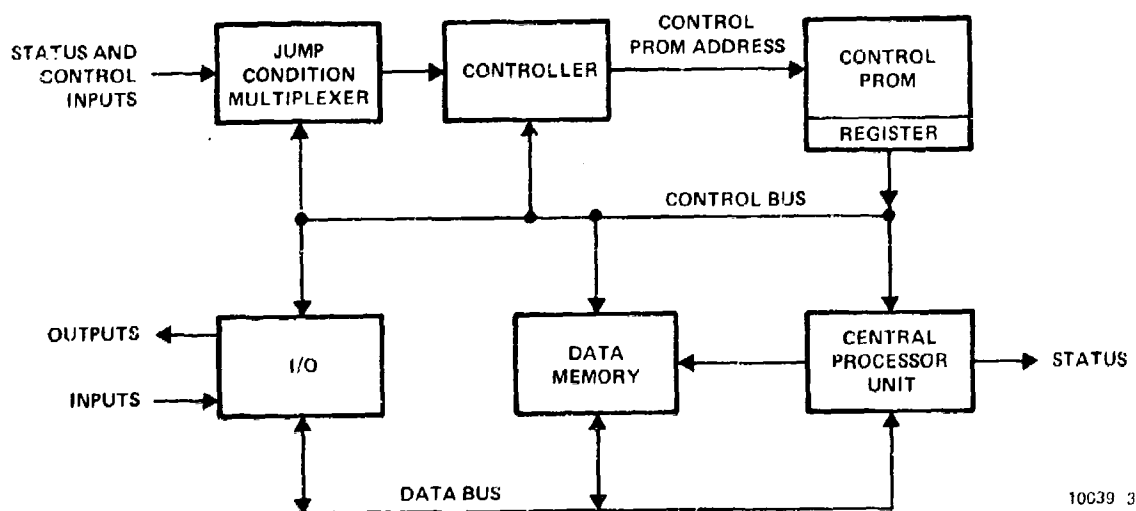 STATUS AND
CONTROL
INPUTS
JUMP
CONDITION
MULTIPLEXER
CONTROLLER
CONTROL
PROM ADDRESS
CONTROL
PROM
REGISTER
CONTROL BUS
OUTPUTS
INPUTS
I/O
DATA
MEMORY
CENTRAL
PROCESSOR
UNIT
STATUS
DATA BUS
10C39 3